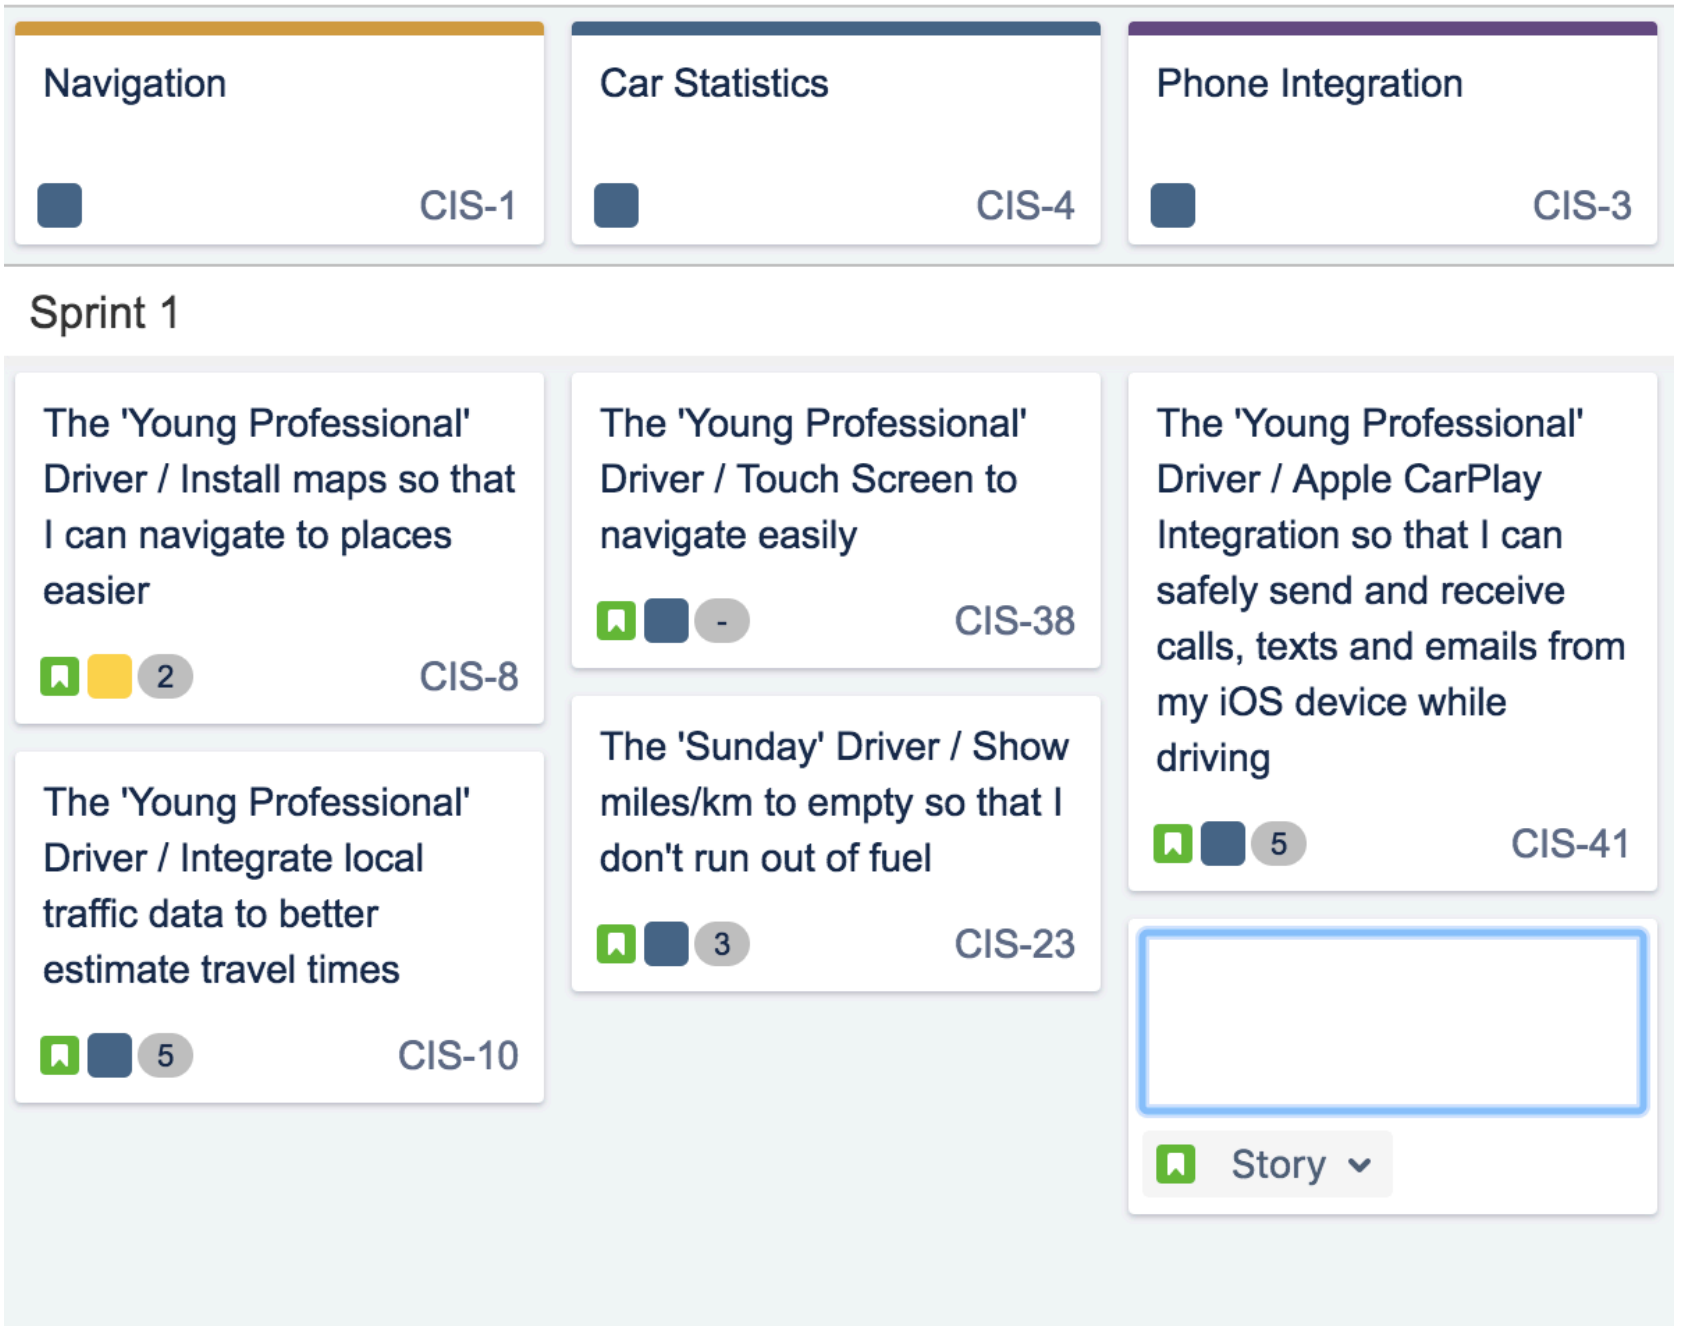 Navigation
CIS-1
Car Statistics
CIS-4
Phone Integration
CIS-3
Sprint 1
The 'Young Professional'
Driver / Install maps so that
I can navigate to places
easier
2
CIS-8
The 'Young Professional'
Driver / Integrate local
traffic data to better
estimate travel times
5
CIS-10
The 'Young Professional'
Driver / Touch Screen to
navigate easily
-
CIS-38
The 'Sunday' Driver / Show
miles/km to empty so that I
don't run out of fuel
3
CIS-23
The 'Young Professional'
Driver / Apple CarPlay
Integration so that I can
safely send and receive
calls, texts and emails from
my iOS device while
driving
5
CIS-41
Story